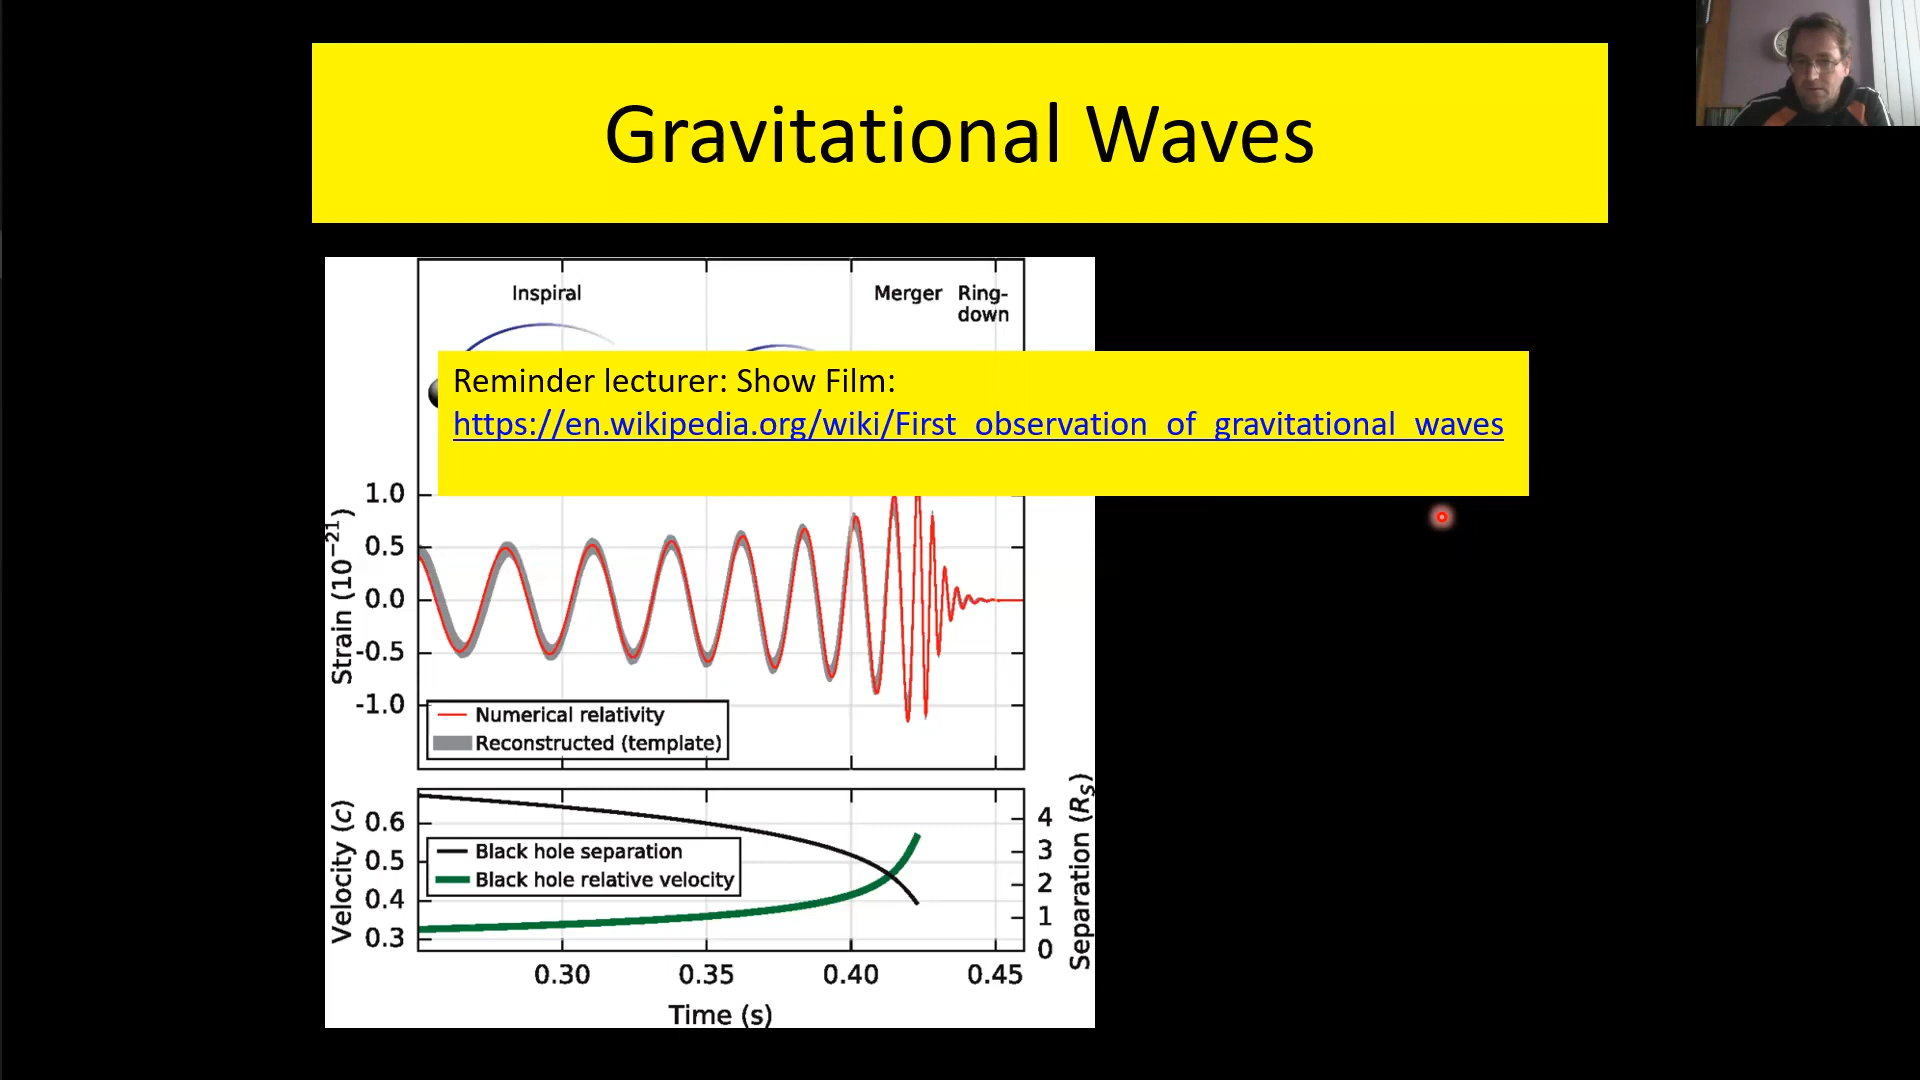 Gravitational Waves
Inspiral
Merger
Ring-
down
Reminder lecturer: Show Film:
https://en.wikipedia.org/wiki/First_observation_of_gravitational_waves
Strain (10⁻²¹)
1.0
0.5
0.0
-0.5
-1.0
Numerical relativity
Reconstructed (template)
Velocity (c)
0.6
0.5
0.4
0.3
Black hole separation
Black hole relative velocity
4
3
2
1
0
Separation (R_S)
0.30 0.35 0.40 0.45
Time (s)